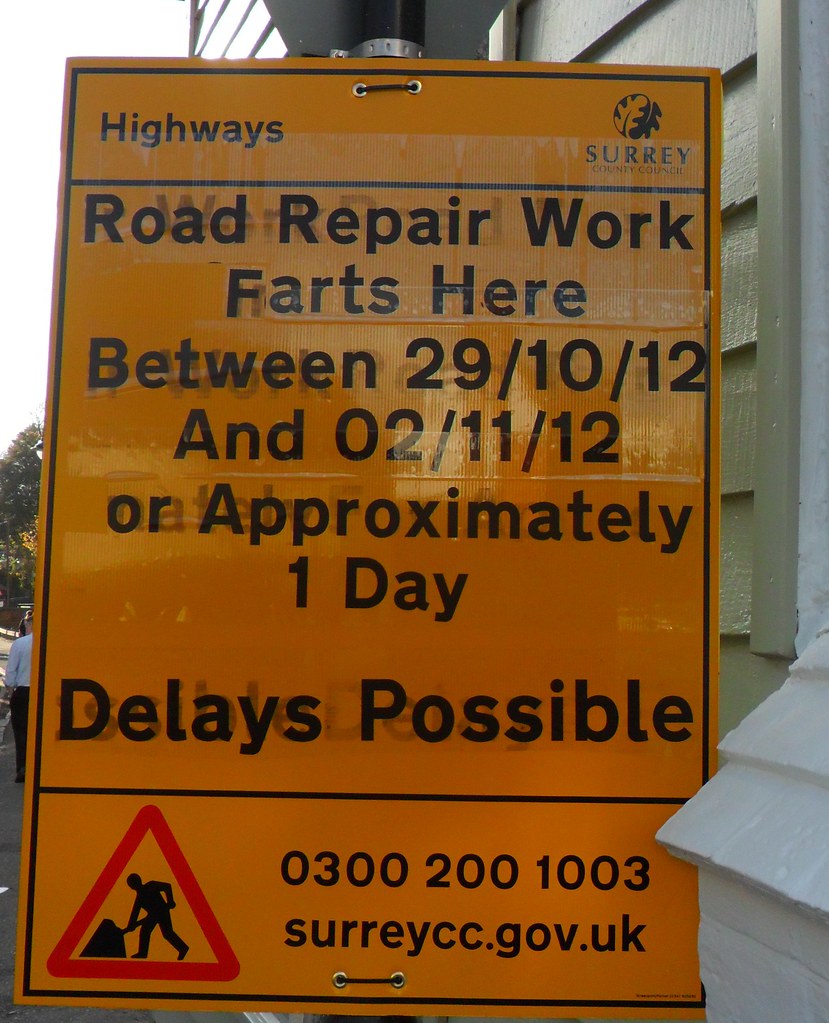 Highways
SURREY
COUNTY COUNCIL
Road Repair Work
Farts Here
Between 29/10/12
And 02/11/12
or Approximately
1 Day
Delays Possible
0300 200 1003
surreycc.gov.uk